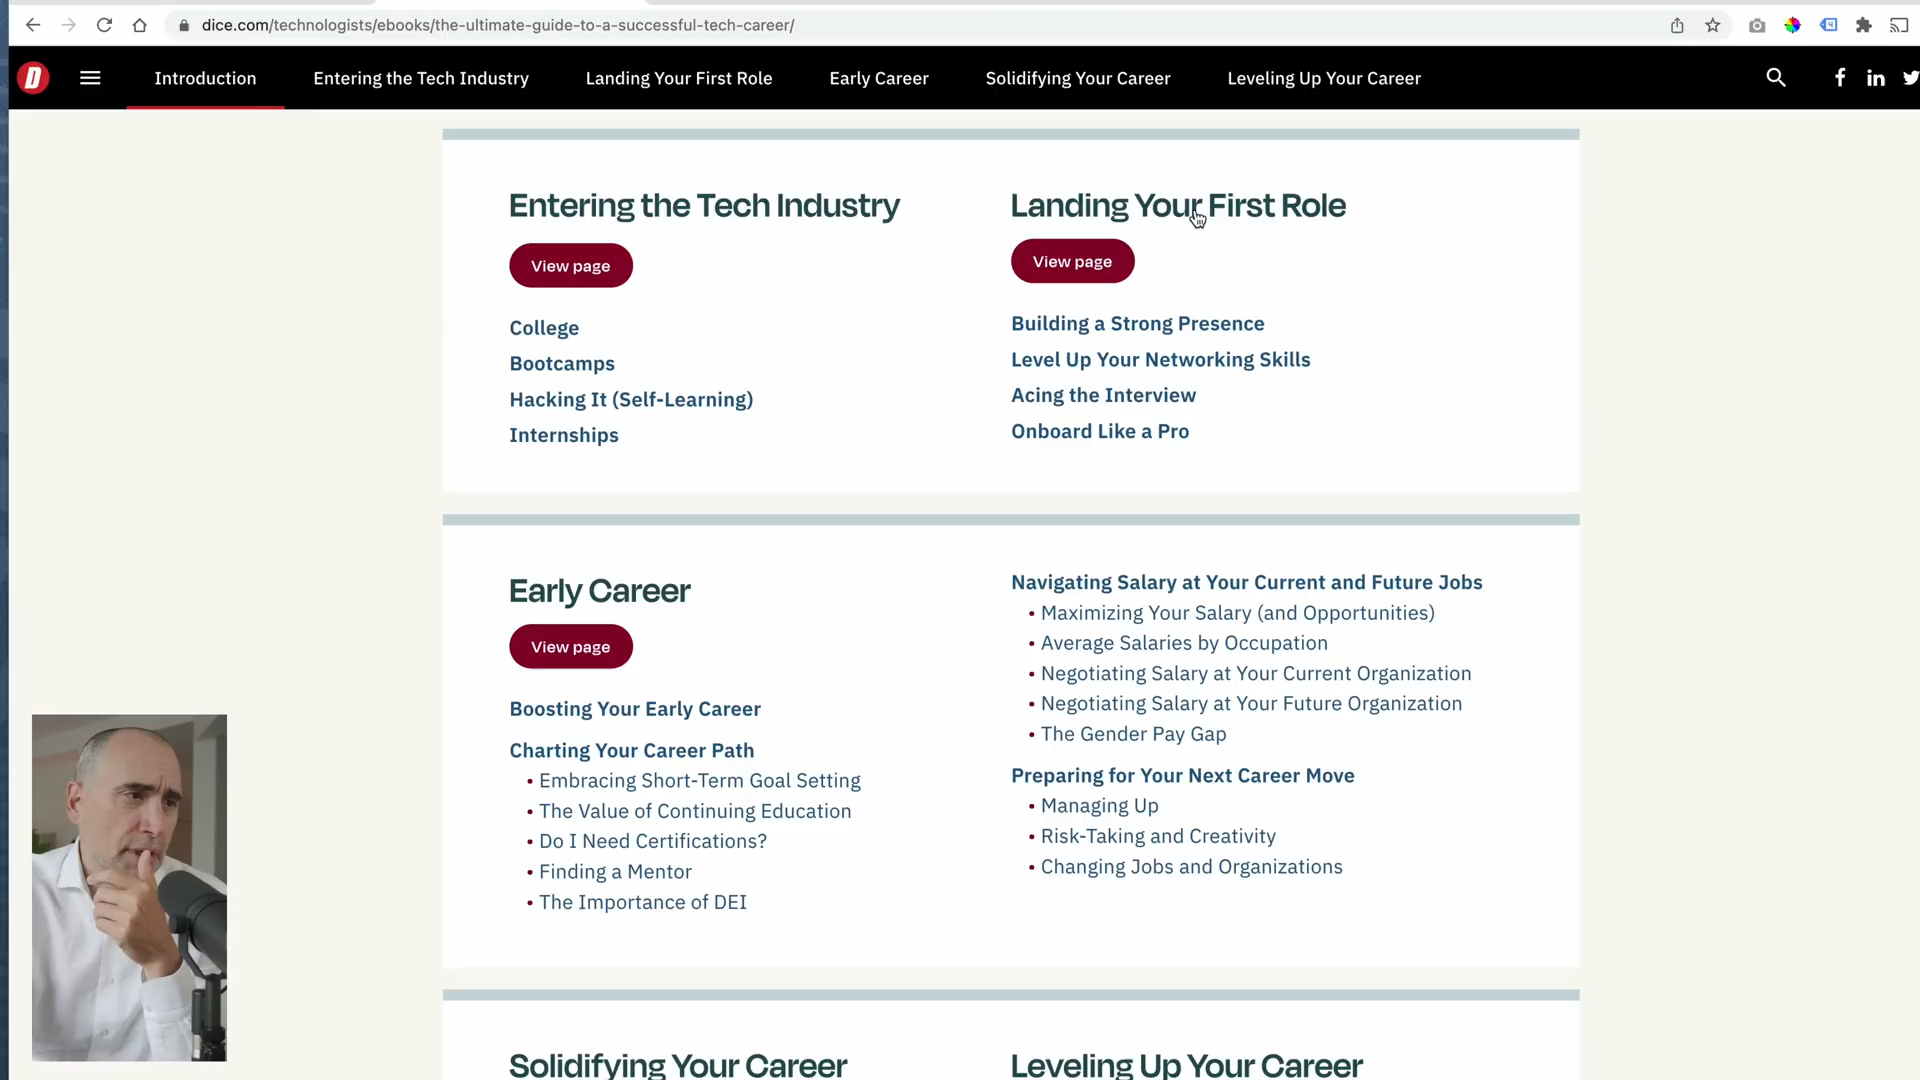 dice.com/technologists/ebooks/the-ultimate-guide-to-a-successful-tech-career/
D
Introduction
Entering the Tech Industry
Landing Your First Role
Early Career
Solidifying Your Career
Leveling Up Your Career
Entering the Tech Industry
View page
College
Bootcamps
Hacking It (Self-Learning)
Internships
Landing Your First Role
View page
Building a Strong Presence
Level Up Your Networking Skills
Acing the Interview
Onboard Like a Pro
Early Career
View page
Boosting Your Early Career
Charting Your Career Path
• Embracing Short-Term Goal Setting
• The Value of Continuing Education
• Do I Need Certifications?
• Finding a Mentor
• The Importance of DEI
Navigating Salary at Your Current and Future Jobs
• Maximizing Your Salary (and Opportunities)
• Average Salaries by Occupation
• Negotiating Salary at Your Current Organization
• Negotiating Salary at Your Future Organization
• The Gender Pay Gap
Preparing for Your Next Career Move
• Managing Up
• Risk-Taking and Creativity
• Changing Jobs and Organizations
Solidifying Your Career
Leveling Up Your Career